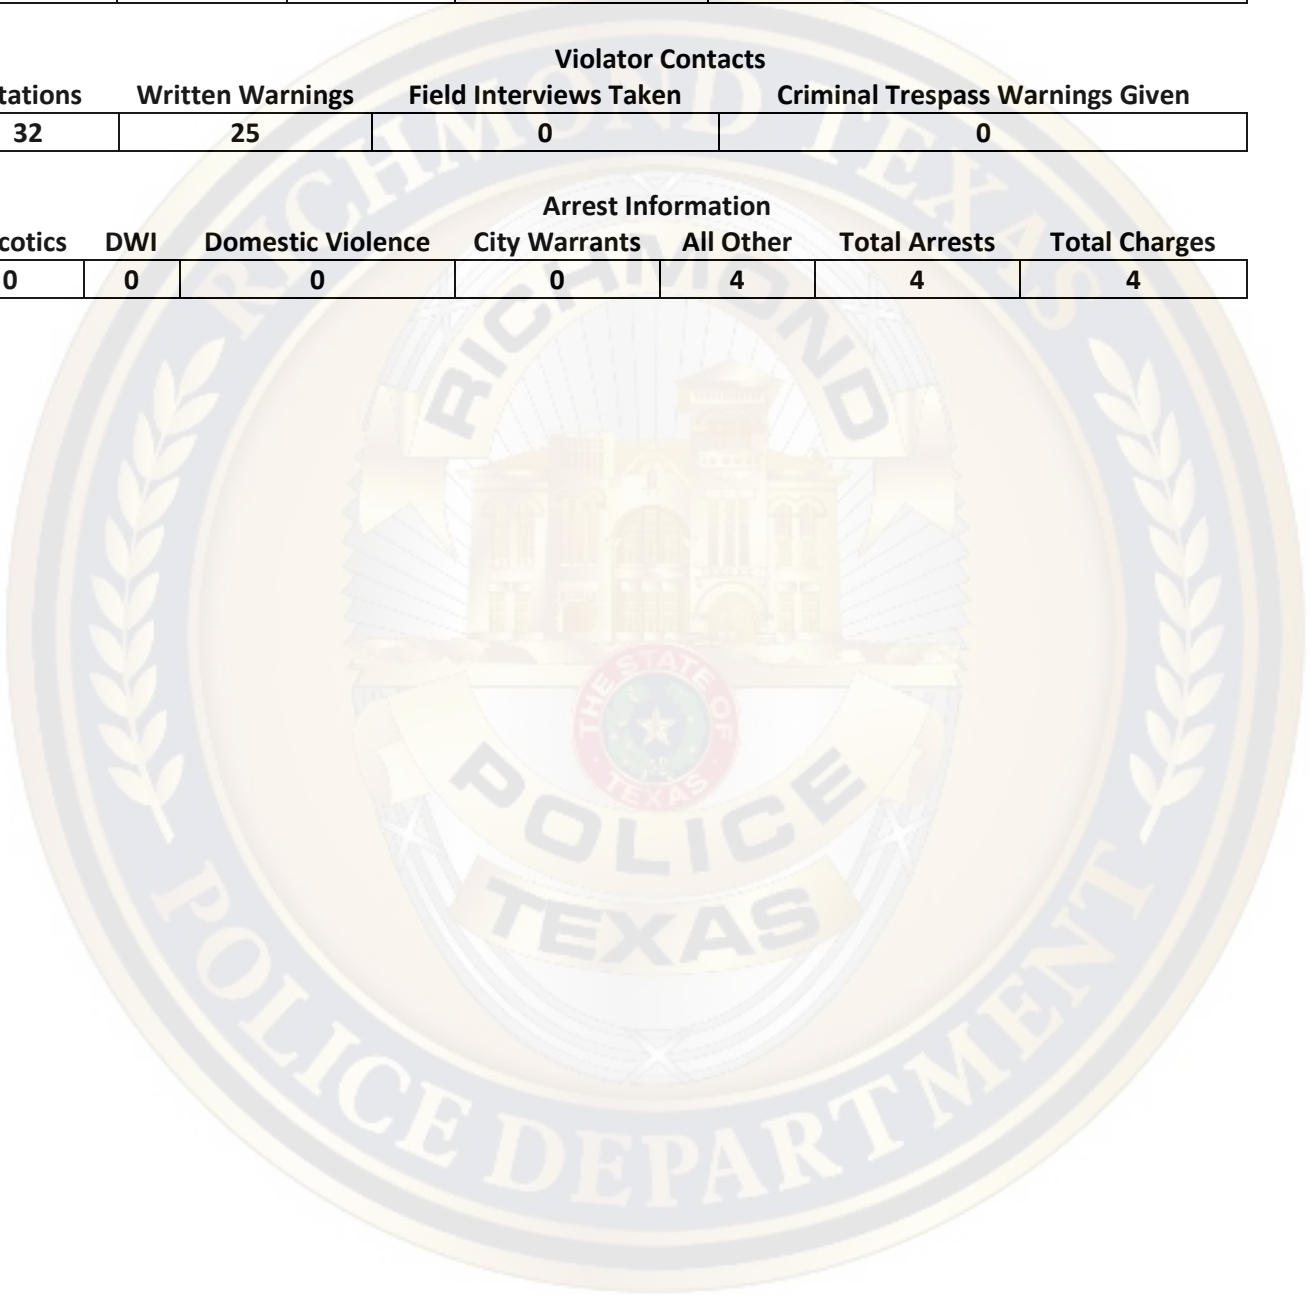 Violator Contacts
tations Written Warnings Field Interviews Taken Criminal Trespass Warnings Given
32 25 0 0
Arrest Information
cotics DWI Domestic Violence City Warrants All Other Total Arrests Total Charges
0 0 0 0 4 4 4
RICHMOND TEXAS
RICHMOND
THE STATE OF
TEXAS
POLICE
TEXAS
POLICE DEPARTMENT